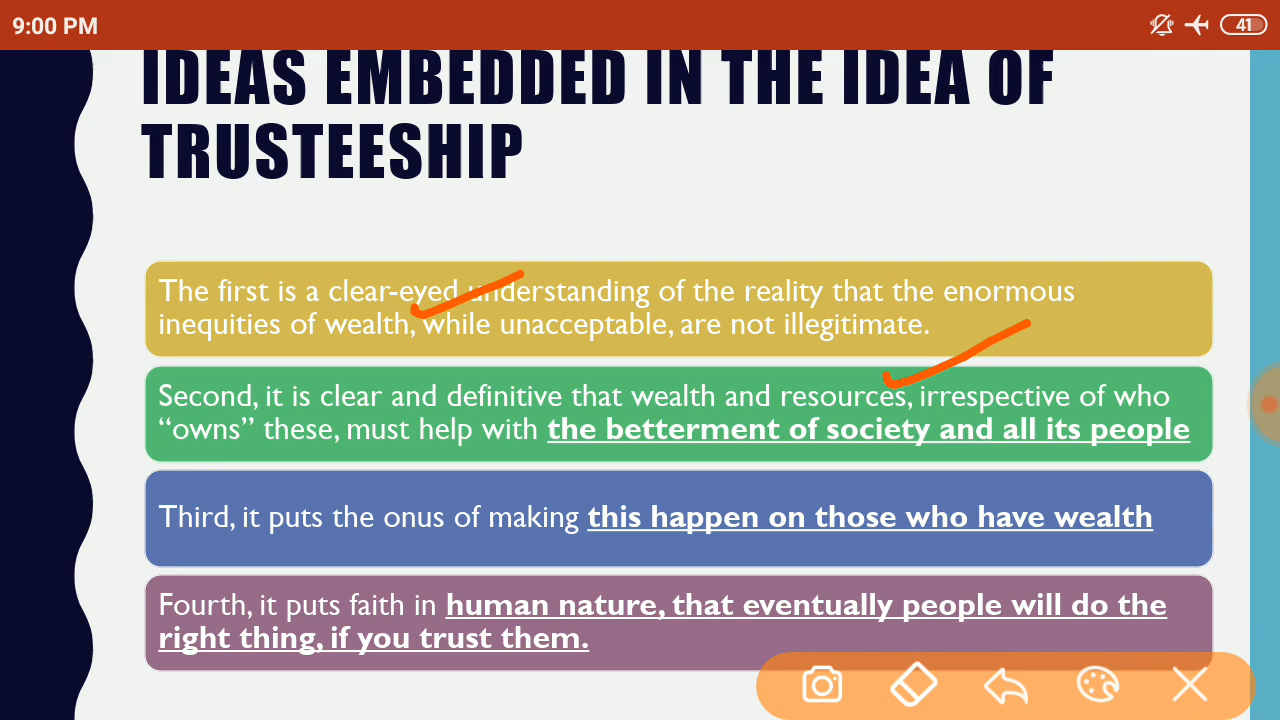 9:00 PM
41
IDEAS EMBEDDED IN THE IDEA OF
TRUSTEESHIP
The first is a clear-eyed understanding of the reality that the enormous
inequities of wealth, while unacceptable, are not illegitimate.
Second, it is clear and definitive that wealth and resources, irrespective of who
“owns” these, must help with the betterment of society and all its people
Third, it puts the onus of making this happen on those who have wealth
Fourth, it puts faith in human nature, that eventually people will do the
right thing, if you trust them.